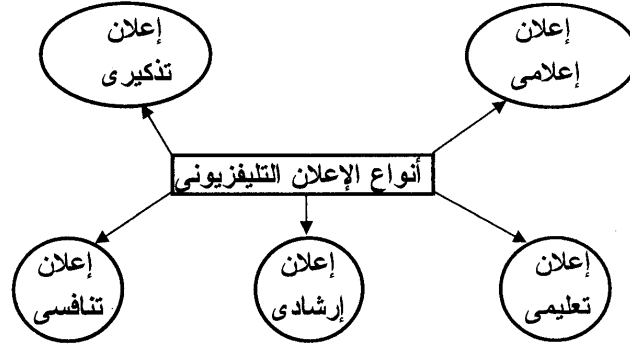 إعلان
إعلامى
إعلان
تذكيرى
أنواع الإعلان التليفزيونى
إعلان
تعليمى
إعلان
إرشادى
إعلان
تنافسى